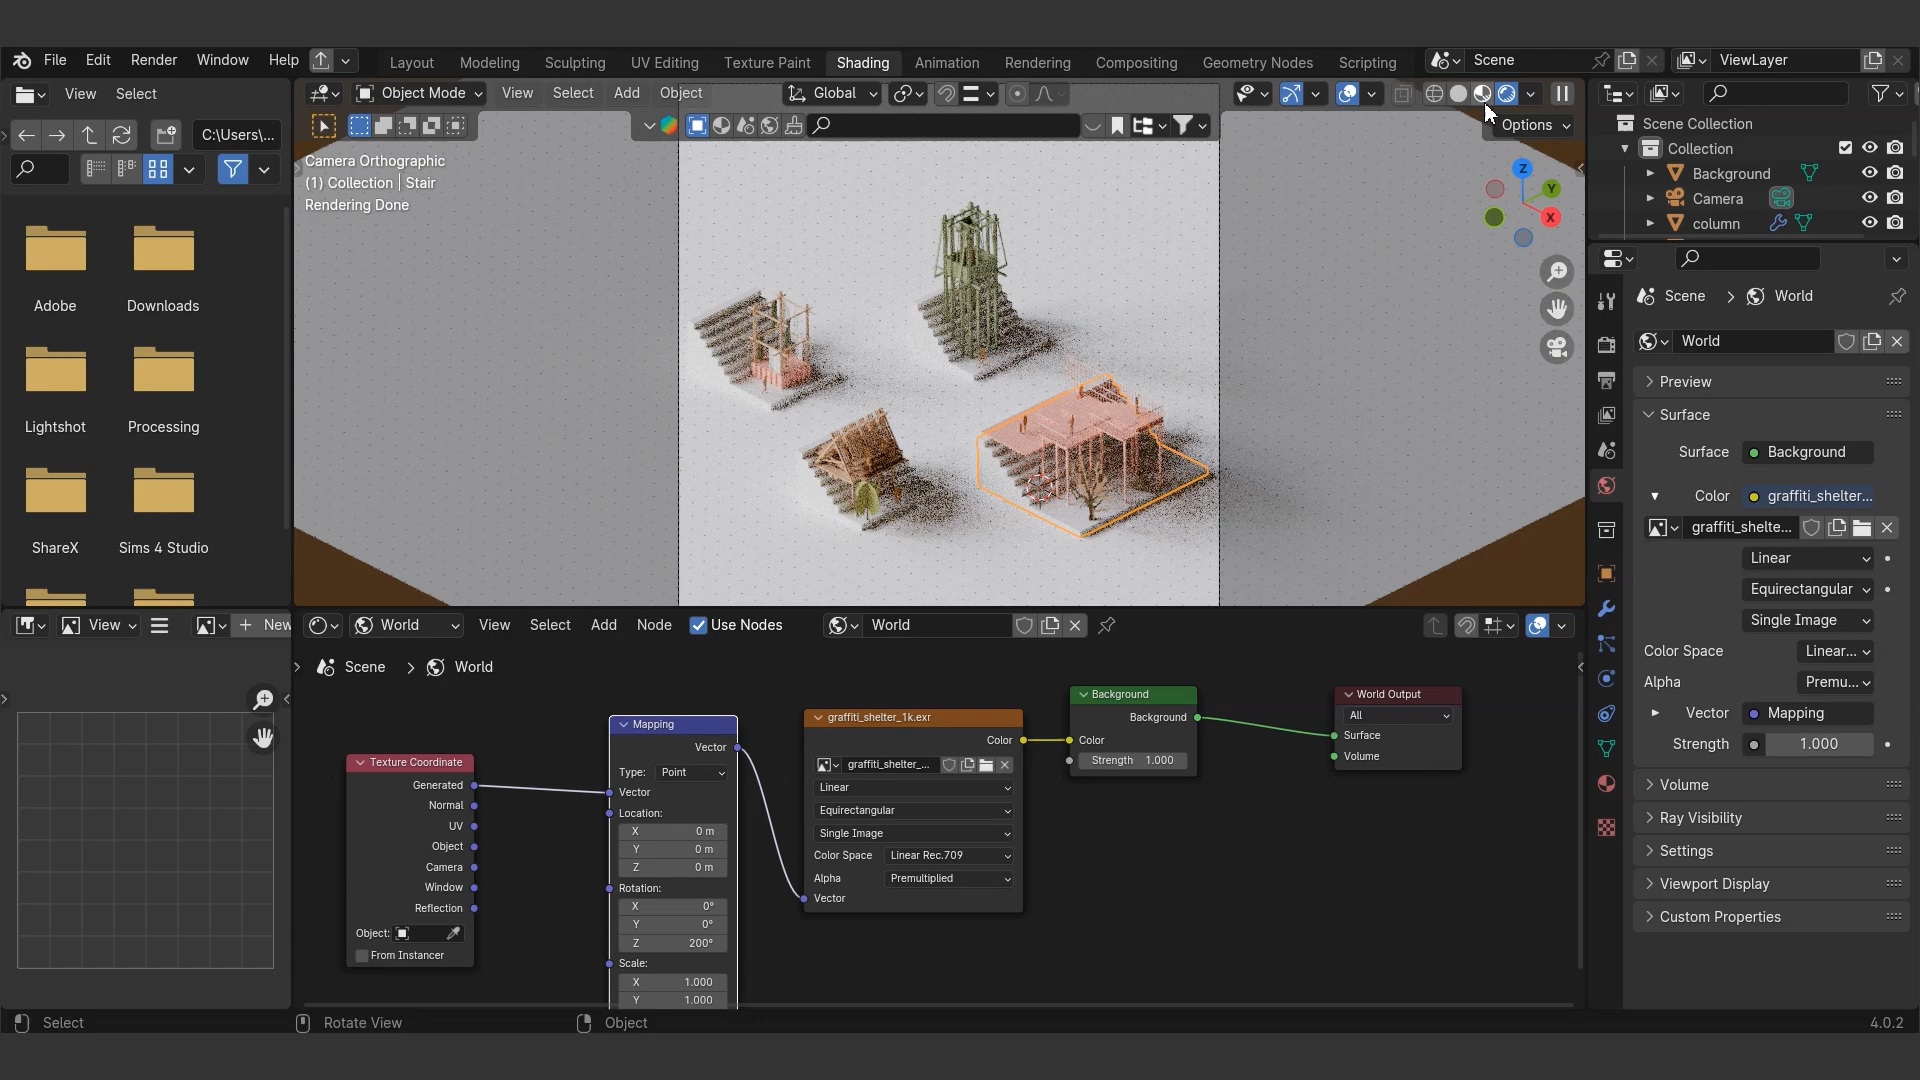 File Edit Render Window Help
Layout Modeling Sculpting UV Editing Texture Paint Shading Animation Rendering Compositing Geometry Nodes Scripting
Scene
ViewLayer
View Select
C:\Users\...
Adobe
Downloads
Lightshot
Processing
ShareX
Sims 4 Studio
Object Mode
View Select Add Object
Global
Options
Camera Orthographic
(1) Collection | Stair
Rendering Done
Z
Y
X
Scene Collection
Collection
Background
Camera
column
Scene > World
World
Preview
Surface
Surface Background
Color graffiti_shelter...
graffiti_shelte...
Linear
Equirectangular
Single Image
Color Space Linear...
Alpha Premu...
Vector Mapping
Strength 1.000
Volume
Ray Visibility
Settings
Viewport Display
Custom Properties
View
New
World
View Select Add Node Use Nodes
World
Scene > World
Texture Coordinate
Generated
Normal
UV
Object
Camera
Window
Reflection
Object:
From Instancer
Mapping
Vector
Type: Point
Vector
Location:
X 0 m
Y 0 m
Z 0 m
Rotation:
X 0°
Y 0°
Z 200°
Scale:
X 1.000
Y 1.000
graffiti_shelter_1k.exr
Color
graffiti_shelter_...
Linear
Equirectangular
Single Image
Color Space Linear Rec.709
Alpha Premultiplied
Vector
Background
Background
Color
Strength 1.000
World Output
All
Surface
Volume
Select
Rotate View
Object
4.0.2